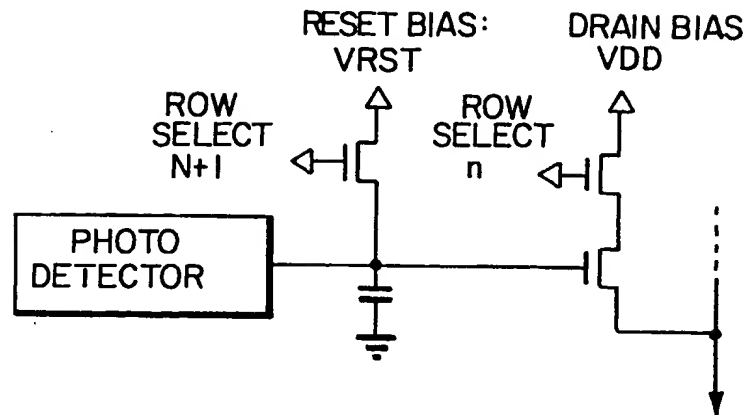 RESET BIAS:
VRST
DRAIN BIAS
VDD
ROW
SELECT
N+1
ROW
SELECT
n
PHOTO
DETECTOR